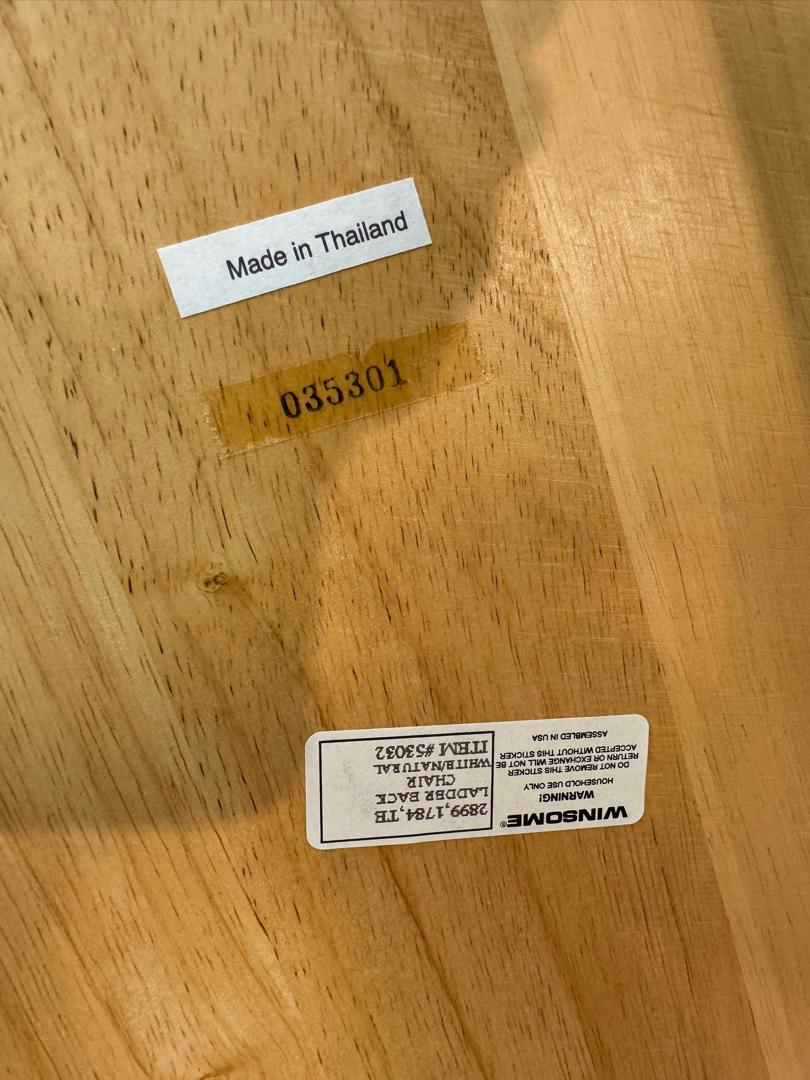 Made in Thailand
035301
WINSOME®
WARNING!
HOUSEHOLD USE ONLY
DO NOT REMOVE THIS STICKER
RETURN OR EXCHANGE WILL NOT BE
ACCEPTED WITHOUT THIS STICKER
ASSEMBLED IN USA
2899,1784,TE
LADDER BACK
CHAIR
WHITE/NATURAL
ITEM #53032